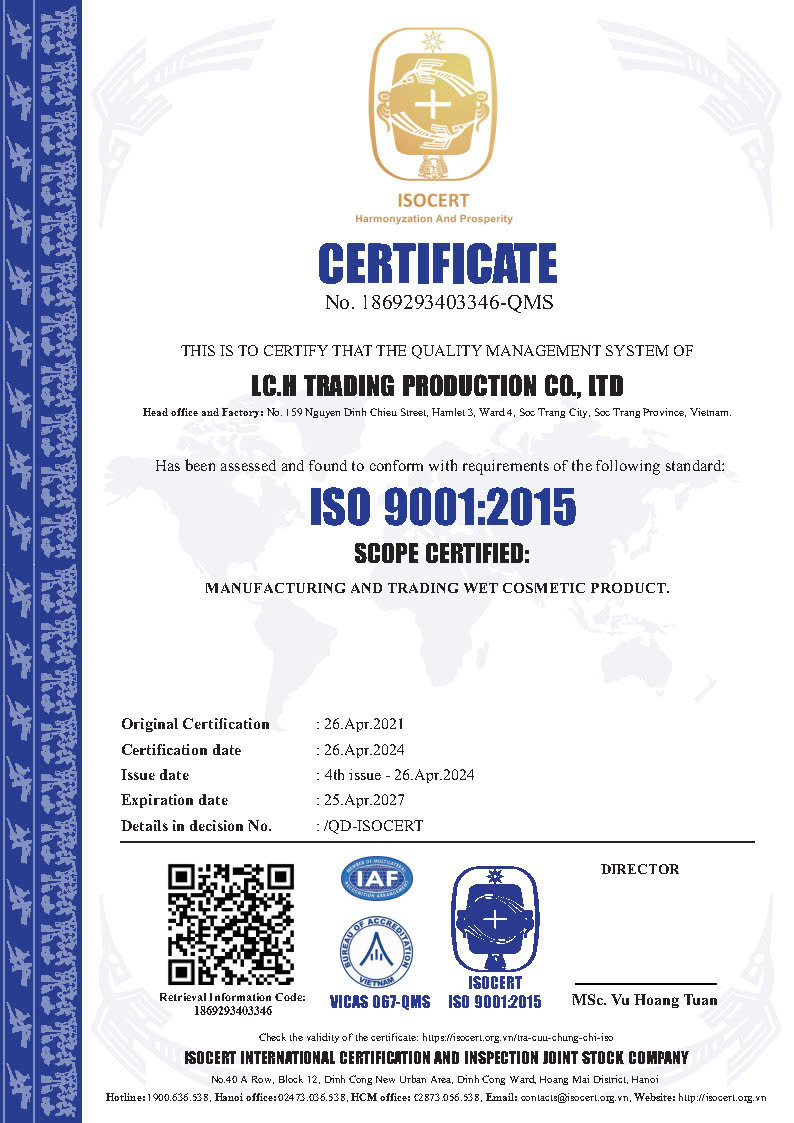 ISOCERT
Harmonyzation And Prosperity
CERTIFICATE
No. 1869293403346-QMS
THIS IS TO CERTIFY THAT THE QUALITY MANAGEMENT SYSTEM OF
LC.H TRADING PRODUCTION CO., LTD
Head office and Factory: No. 159 Nguyen Dinh Chieu Street, Hamlet 3, Ward 4, Soc Trang City, Soc Trang Province, Vietnam.
Has been assessed and found to conform with requirements of the following standard:
ISO 9001:2015
SCOPE CERTIFIED:
MANUFACTURING AND TRADING WET COSMETIC PRODUCT.
Original Certification : 26.Apr.2021
Certification date : 26.Apr.2024
Issue date : 4th issue - 26.Apr.2024
Expiration date : 25.Apr.2027
Details in decision No. : /QD-ISOCERT
MEMBER OF MULTILATERAL
IAF
RECOGNITION ARRANGEMENT
BUREAU OF ACCREDITATION
VIETNAM
VICAS 067-QMS
ISOCERT
ISO 9001:2015
DIRECTOR
MSc. Vu Hoang Tuan
Retrieval Information Code:
1869293403346
Check the validity of the certificate: https://isocert.org.vn/tra-cuu-chung-chi-iso
ISOCERT INTERNATIONAL CERTIFICATION AND INSPECTION JOINT STOCK COMPANY
No.40 A Row, Block 12, Dinh Cong New Urban Area, Dinh Cong Ward, Hoang Mai District, Hanoi
Hotline: 1900.636.538, Hanoi office: 02473.036.538, HCM office: 02873.056.538, Email: contacts@isocert.org.vn, Website: http://isocert.org.vn